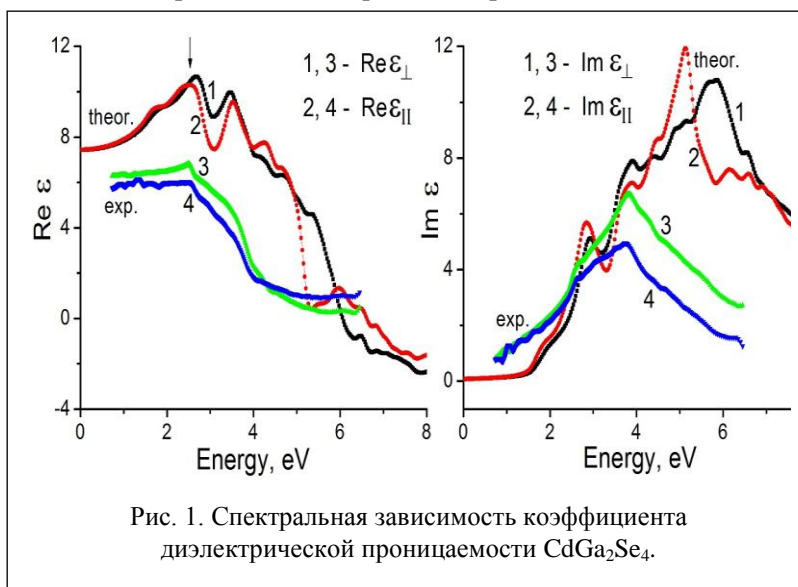 12
8
4
0
-4
Re ε
theor.
exp.
1
2
3
4
1, 3 - Re ε⊥
2, 4 - Re ε||
0 2 4 6 8
Energy, eV
12
8
4
0
Im ε
theor.
exp.
1
2
3
4
1, 3 - Im ε⊥
2, 4 - Im ε||
0 2 4 6
Energy, eV
Рис. 1. Спектральная зависимость коэффициента
диэлектрической проницаемости CdGa₂Se₄.